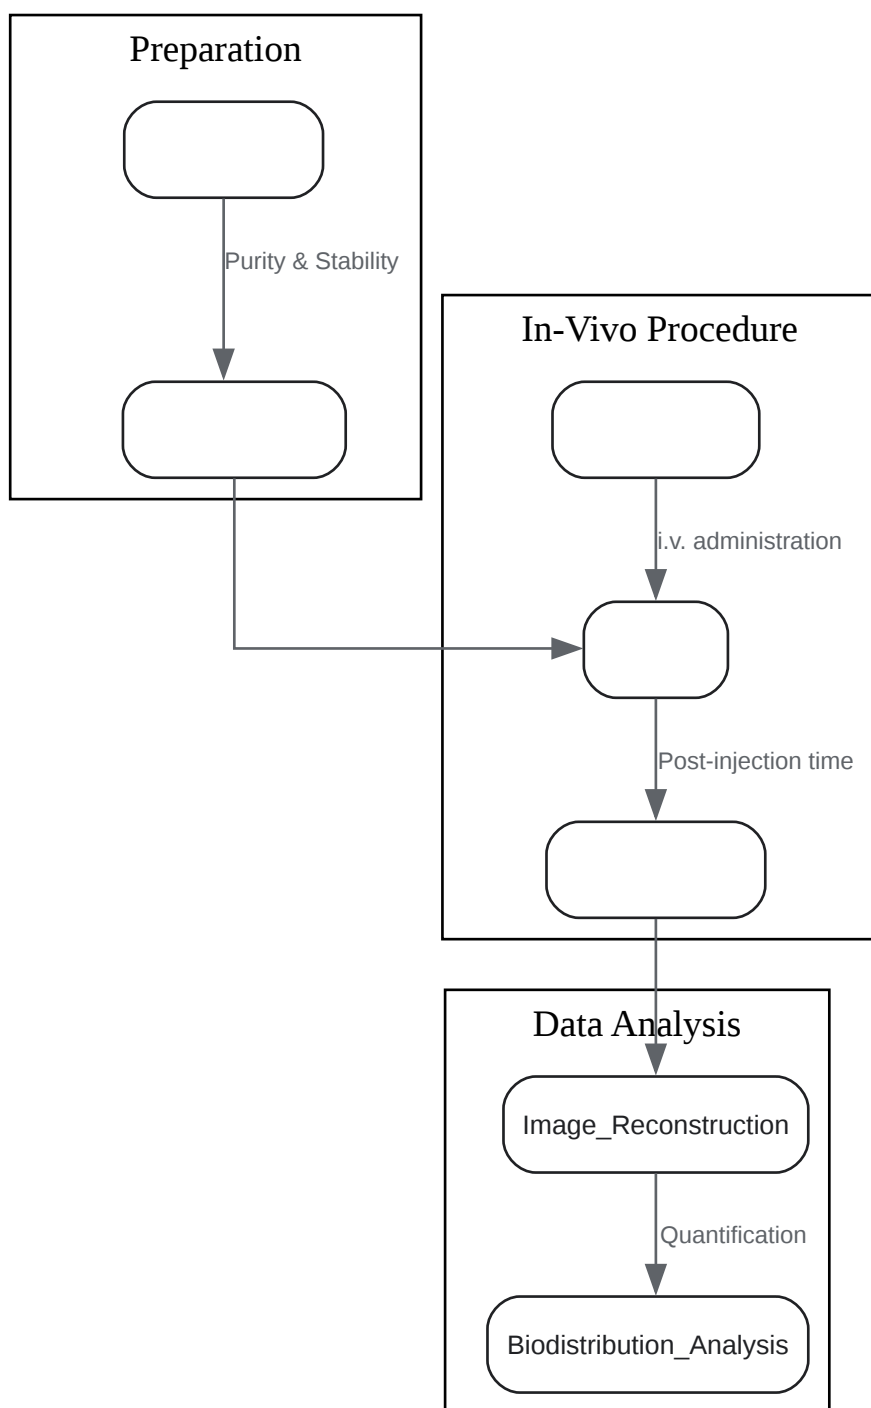 Preparation
Purity & Stability
In-Vivo Procedure
i.v. administration
Post-injection time
Data Analysis
Image_Reconstruction
Quantification
Biodistribution_Analysis